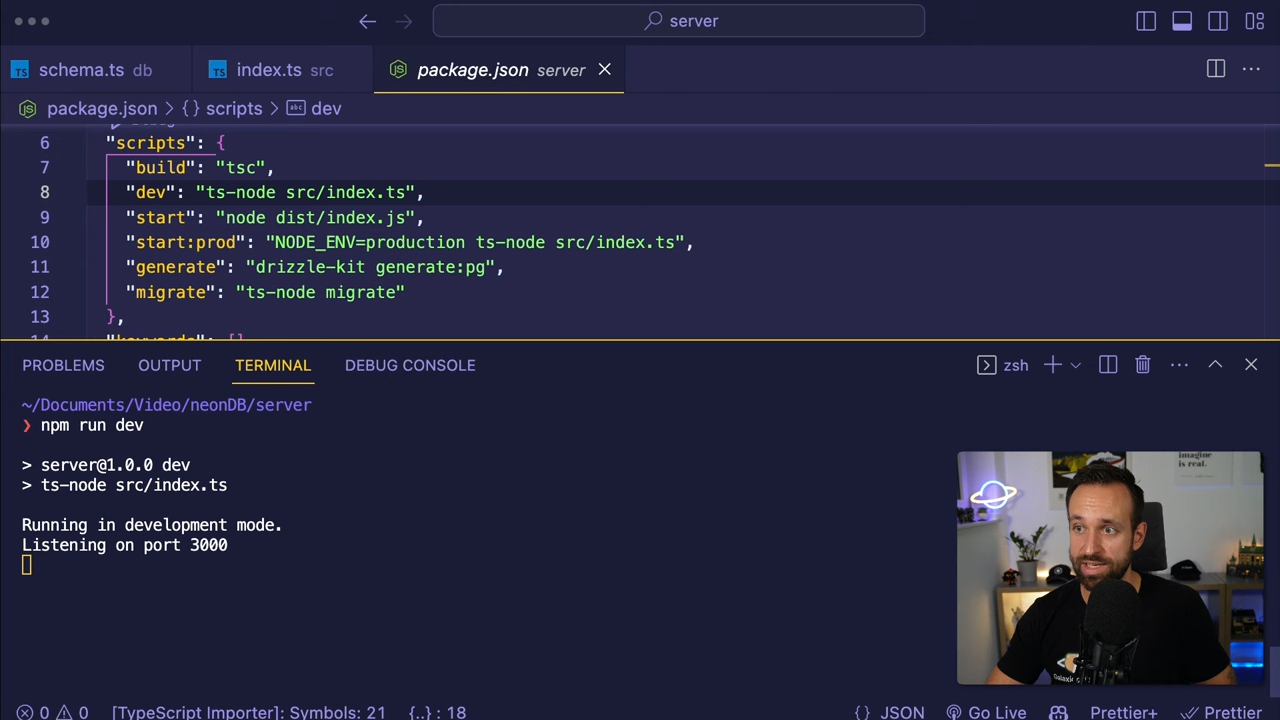 server
schema.ts db
index.ts src
package.json server
package.json > {} scripts > dev
6 "scripts": {
7 "build": "tsc",
8 "dev": "ts-node src/index.ts",
9 "start": "node dist/index.js",
10 "start:prod": "NODE_ENV=production ts-node src/index.ts",
11 "generate": "drizzle-kit generate:pg",
12 "migrate": "ts-node migrate"
13 },
14 "keywords": [],
PROBLEMS OUTPUT TERMINAL DEBUG CONSOLE zsh
~/Documents/Video/neonDB/server
❯ npm run dev
> server@1.0.0 dev
> ts-node src/index.ts
Running in development mode.
Listening on port 3000
imagine
is real.
0 0 [TypeScript Importer]: Symbols: 21 {..} : 18 {} JSON Go Live Prettier+ Prettier